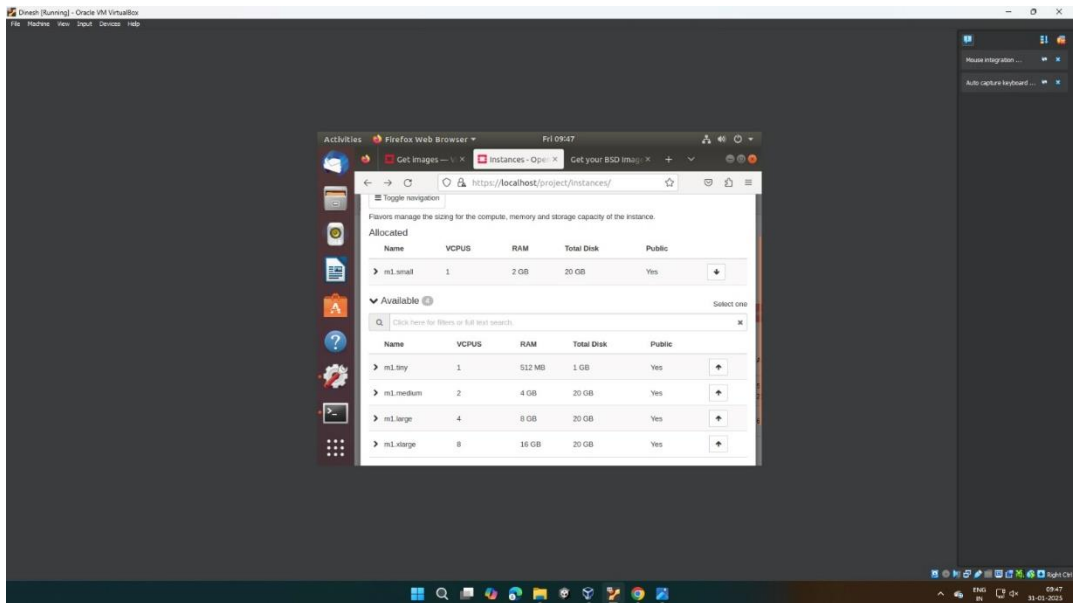 Dinesh [Running] - Oracle VM VirtualBox
File Machine View Input Devices Help
Mouse integration ...
Auto capture keyboard ...
Activities Firefox Web Browser Fri 09:47
Get images — Instances - Open Get your BSD imag
https://localhost/project/instances/
Toggle navigation
Flavors manage the sizing for the compute, memory and storage capacity of the instance.
Allocated
Name VCPUS RAM Total Disk Public
m1.small 1 2 GB 20 GB Yes
Available 4 Select one
Click here for filters or full text search.
Name VCPUS RAM Total Disk Public
m1.tiny 1 512 MB 1 GB Yes
m1.medium 2 4 GB 20 GB Yes
m1.large 4 8 GB 20 GB Yes
m1.xlarge 8 16 GB 20 GB Yes
Right Ctrl
ENG 09:47
IN 31-01-2025